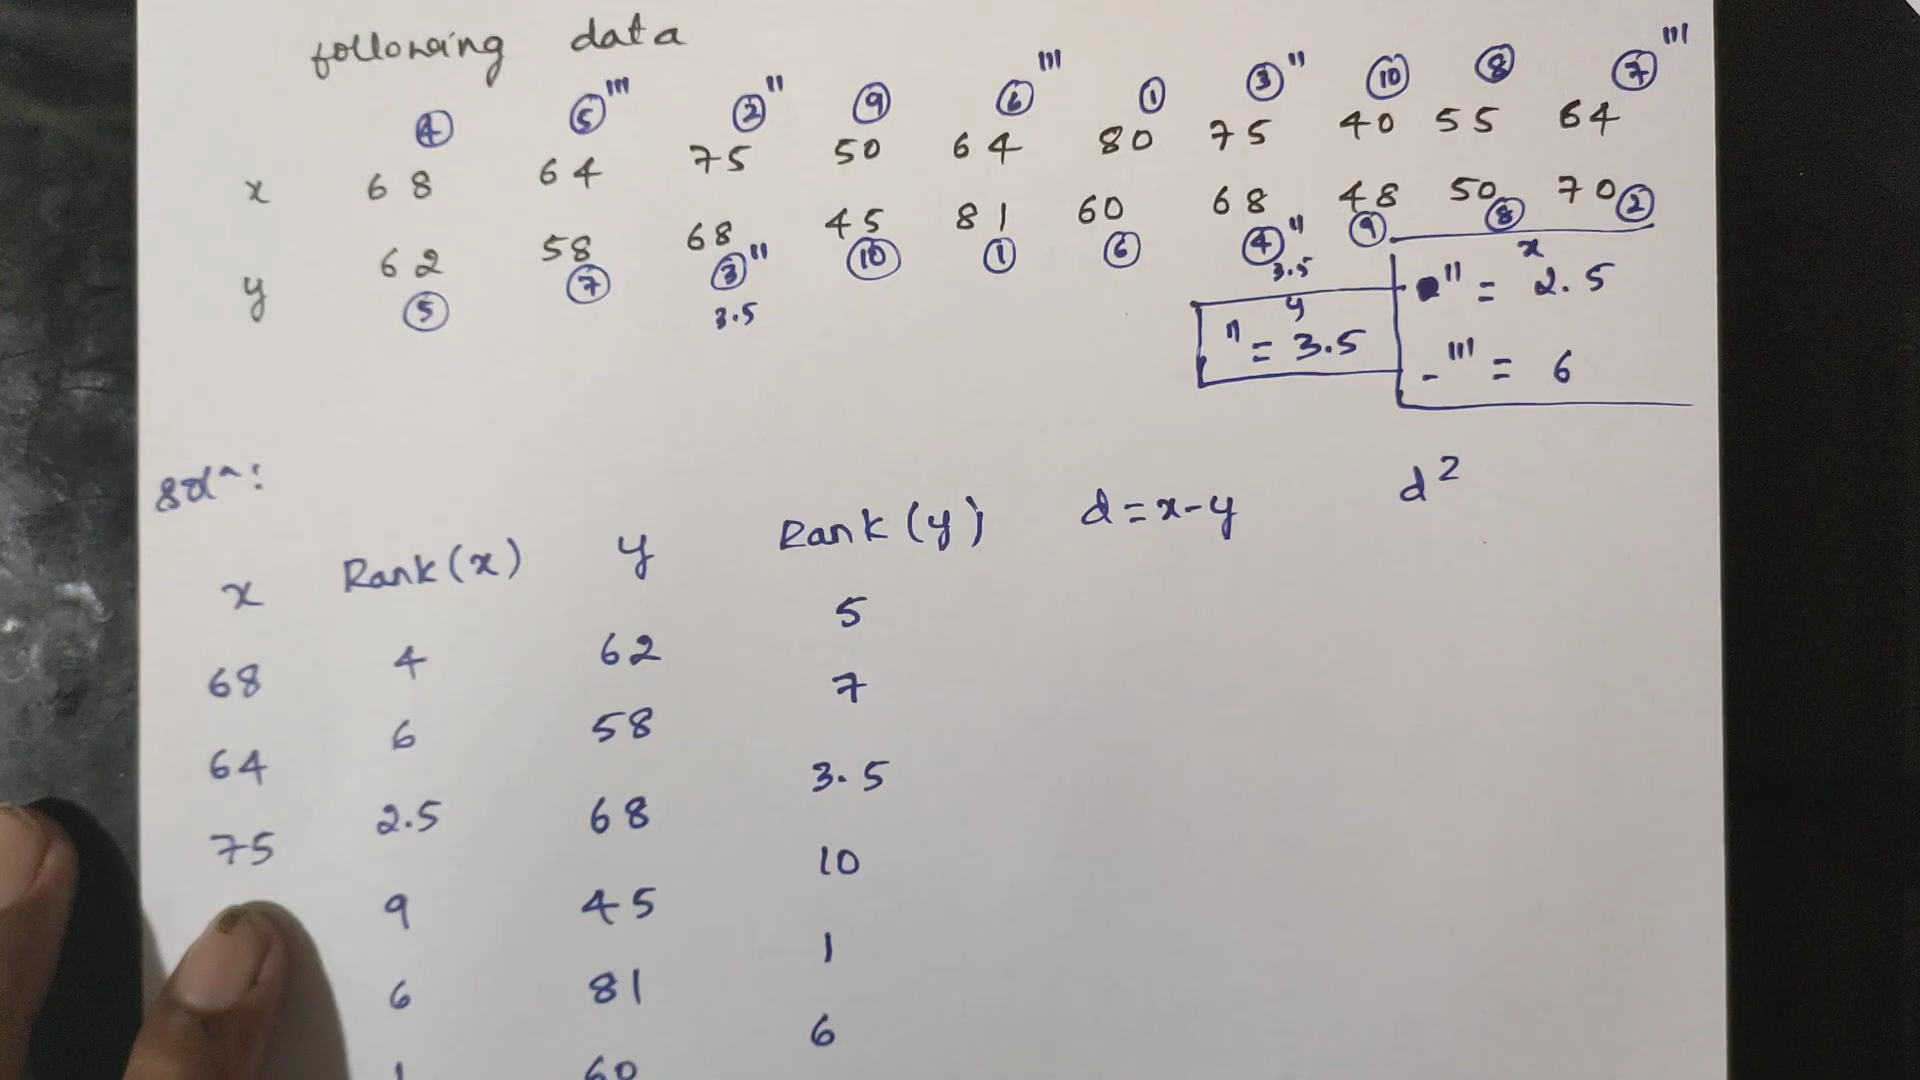 following data
④ ⑤''' ②'' ⑨ ⑥''' ① ③'' ⑩ ⑧ ⑦'''
x 68 64 75 50 64 80 75 40 55 64
y 62 58 68 45 81 60 68 48 50 70
⑤ ⑦ ③'' ⑩ ① ⑥ ④'' ⑨ ⑧ ②
3.5 3.5
x
'' = 2.5
y
'' = 3.5
- ''' = 6
Soln:
x Rank(x) y Rank(y) d=x-y d²
68 4 62 5
64 6 58 7
75 2.5 68 3.5
9 45 10
6 81 1
1 60 6